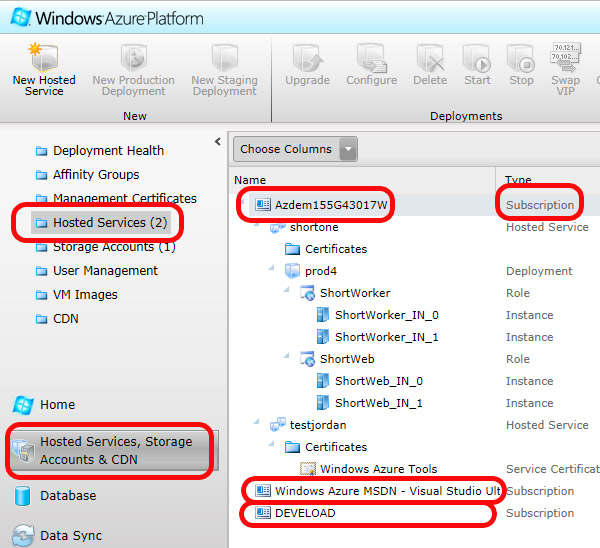 Windows Azure Platform
New Hosted Service
New Production Deployment
New Staging Deployment
New
Upgrade
Configure
Delete
Start
Stop
70.121...
70.102...
Swap VIP
Deployments
Deployment Health
Affinity Groups
Management Certificates
Hosted Services (2)
Storage Accounts (1)
User Management
VM Images
CDN
Home
Hosted Services, Storage
Accounts & CDN
Database
Data Sync
Choose Columns
Name Type
Azdem155G43017W Subscription
shortone Hosted Service
Certificates
prod4 Deployment
ShortWorker Role
ShortWorker_IN_0 Instance
ShortWorker_IN_1 Instance
ShortWeb Role
ShortWeb_IN_0 Instance
ShortWeb_IN_1 Instance
testjordan Hosted Service
Certificates
Windows Azure Tools Service Certificat
Windows Azure MSDN - Visual Studio Ult Subscription
DEVELOAD Subscription